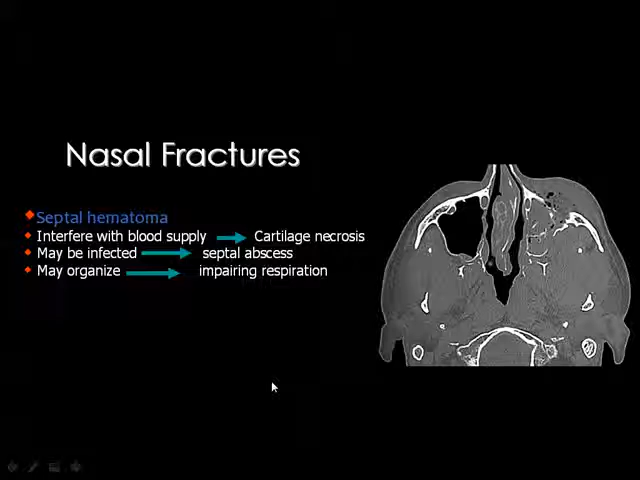 Nasal Fractures
Septal hematoma
Interfere with blood supply Cartilage necrosis
May be infected septal abscess
May organize impairing respiration